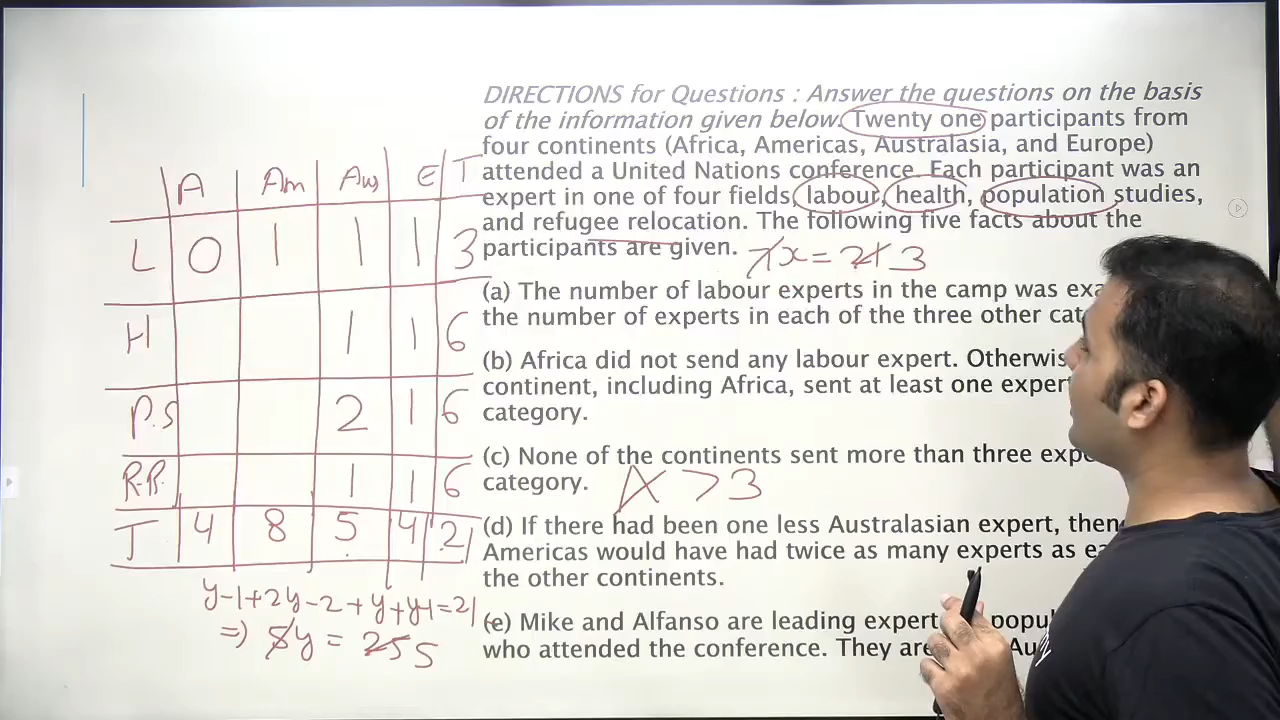 DIRECTIONS for Questions : Answer the questions on the basis
of the information given below. Twenty one participants from
four continents (Africa, Americas, Australasia, and Europe)
attended a United Nations conference. Each participant was an
expert in one of four fields, labour, health, population studies,
and refugee relocation. The following five facts about the
participants are given.
7x = 21 3
(a) The number of labour experts in the camp was exa
the number of experts in each of the three other cat
(b) Africa did not send any labour expert. Otherwis
continent, including Africa, sent at least one exper
category.
(c) None of the continents sent more than three exp
category.
X > 3
(d) If there had been one less Australasian expert, then
Americas would have had twice as many experts as ea
the other continents.
(e) Mike and Alfanso are leading expert popu
who attended the conference. They are Au
A Am Aus E T
L 0 1 1 1 3
H 1 1 6
P.S 2 1 6
R.R. 1 1 6
T 4 8 5 4 21
y-1+2y-2+y+y-1=21
=> 5y = 25 5